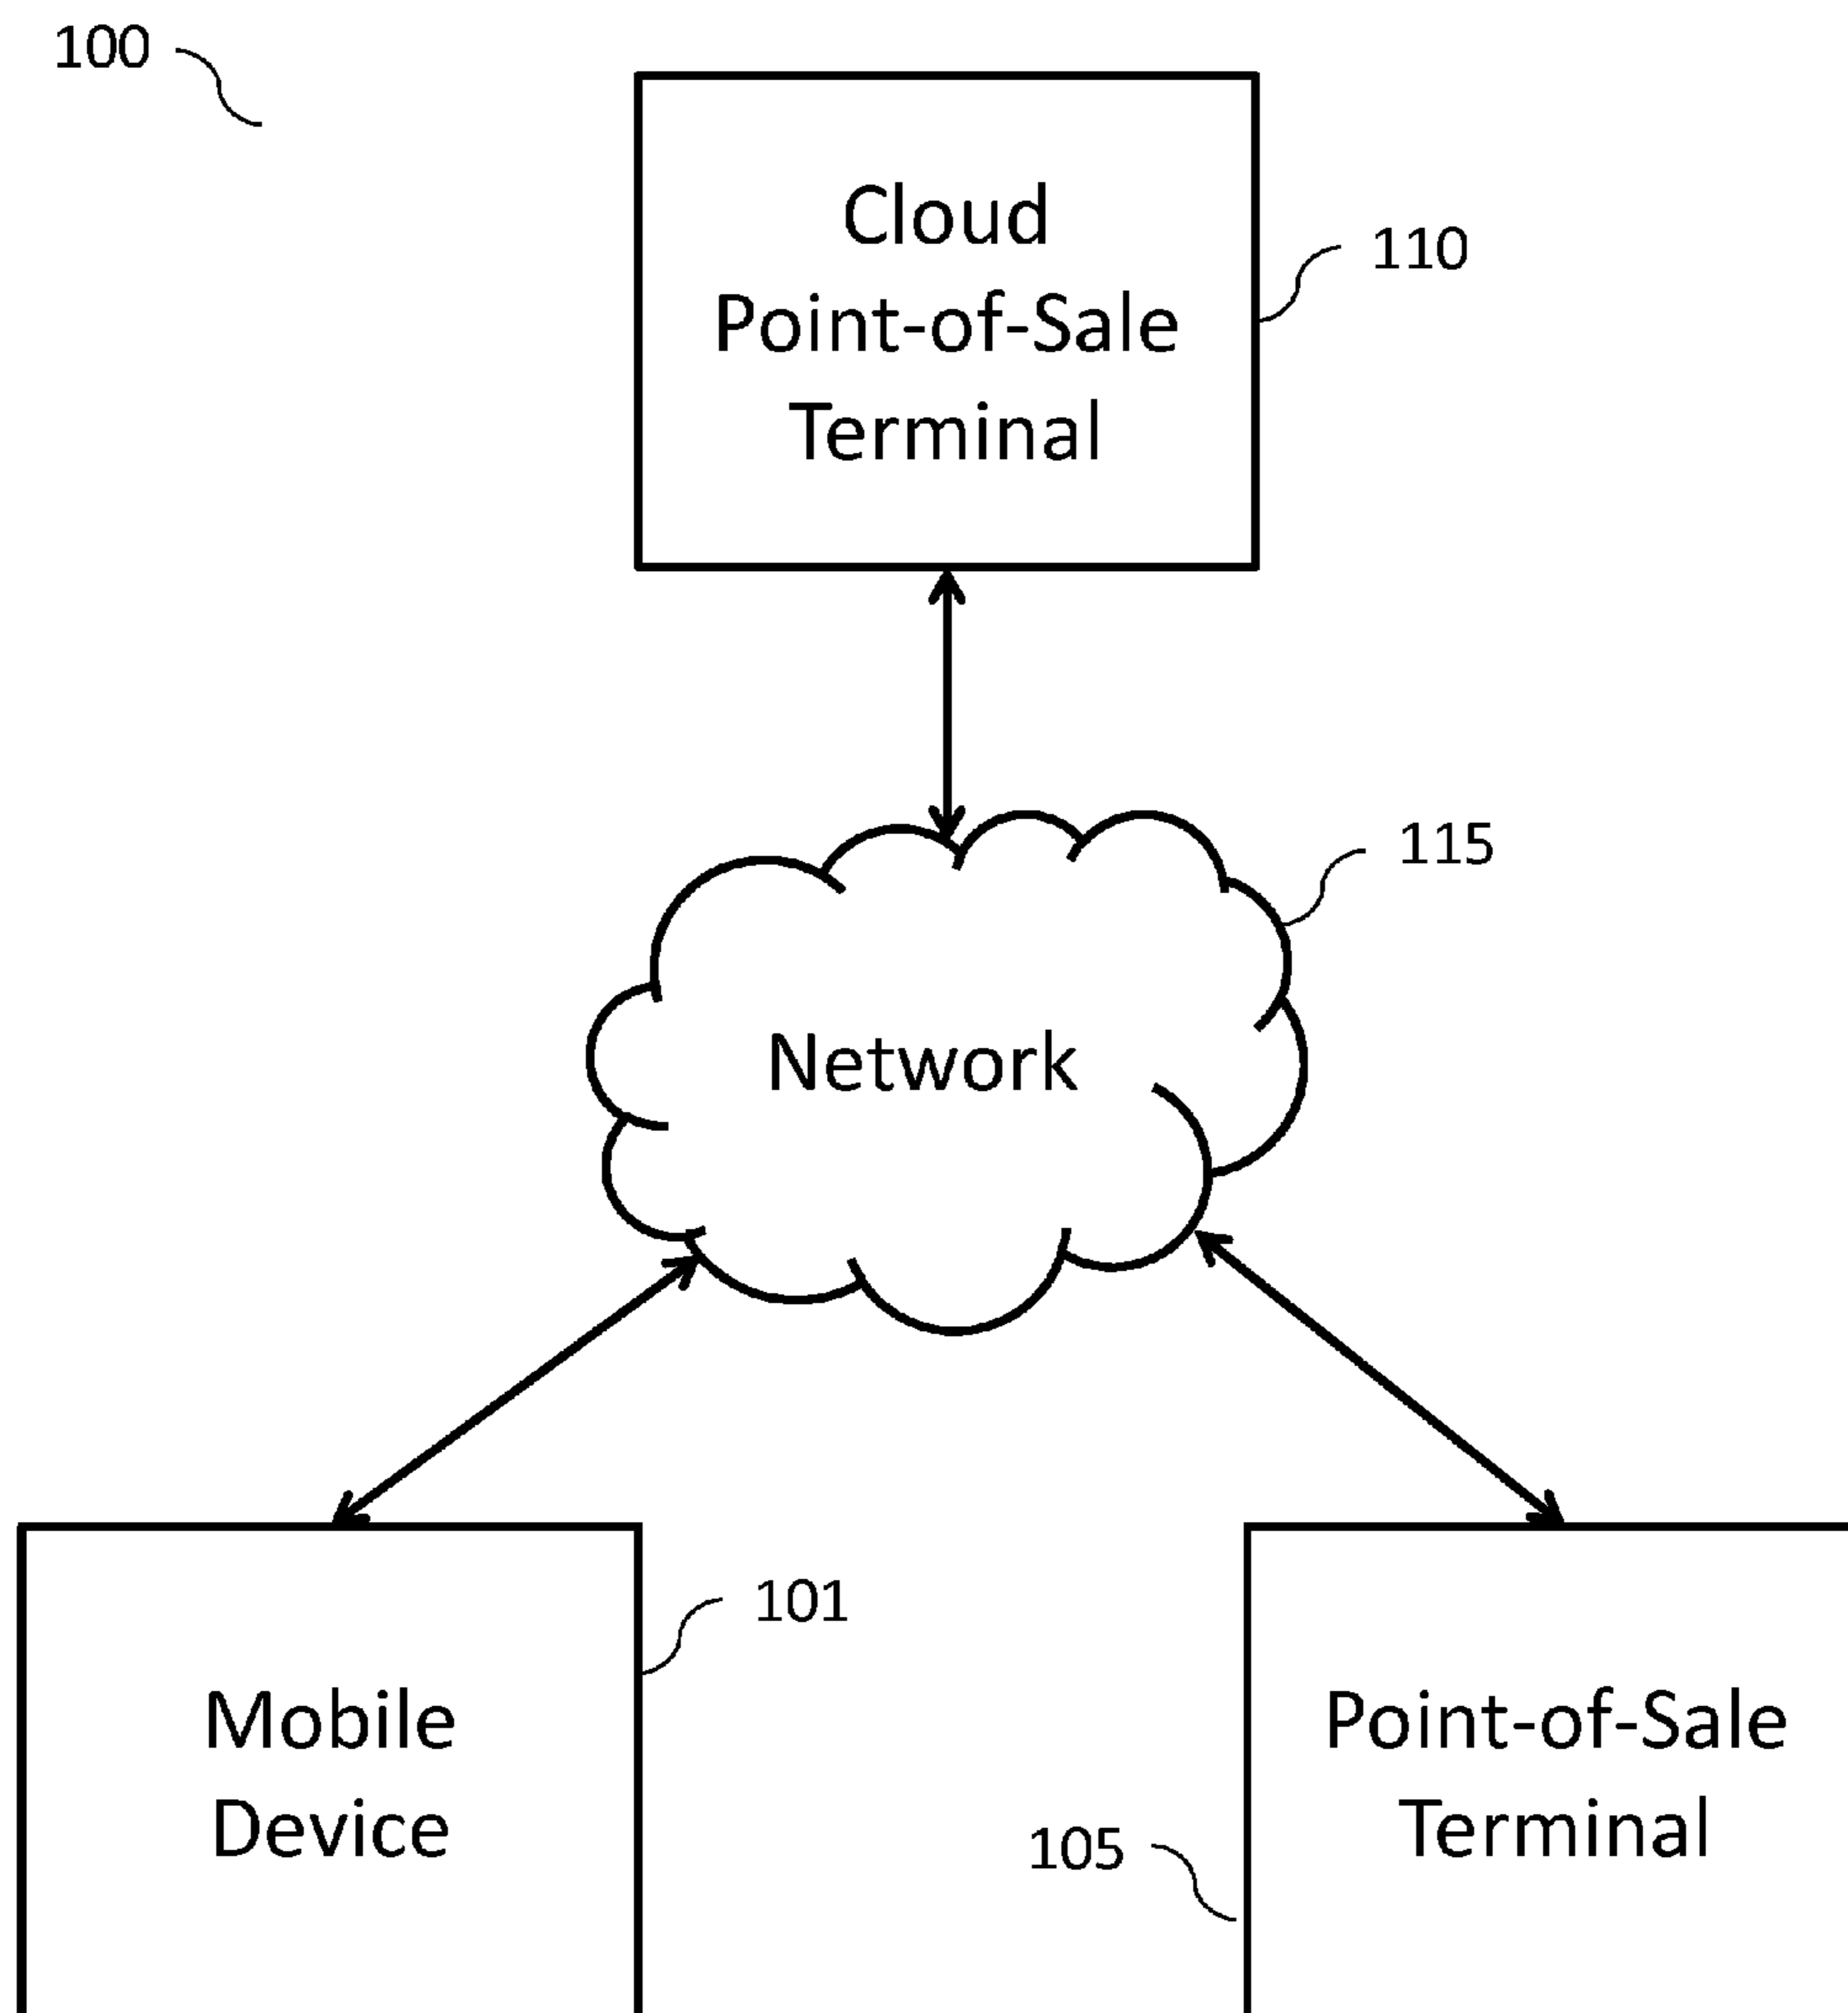 100
Cloud
Point-of-Sale
Terminal
110
115
Network
101
Mobile
Device
Point-of-Sale
Terminal
105